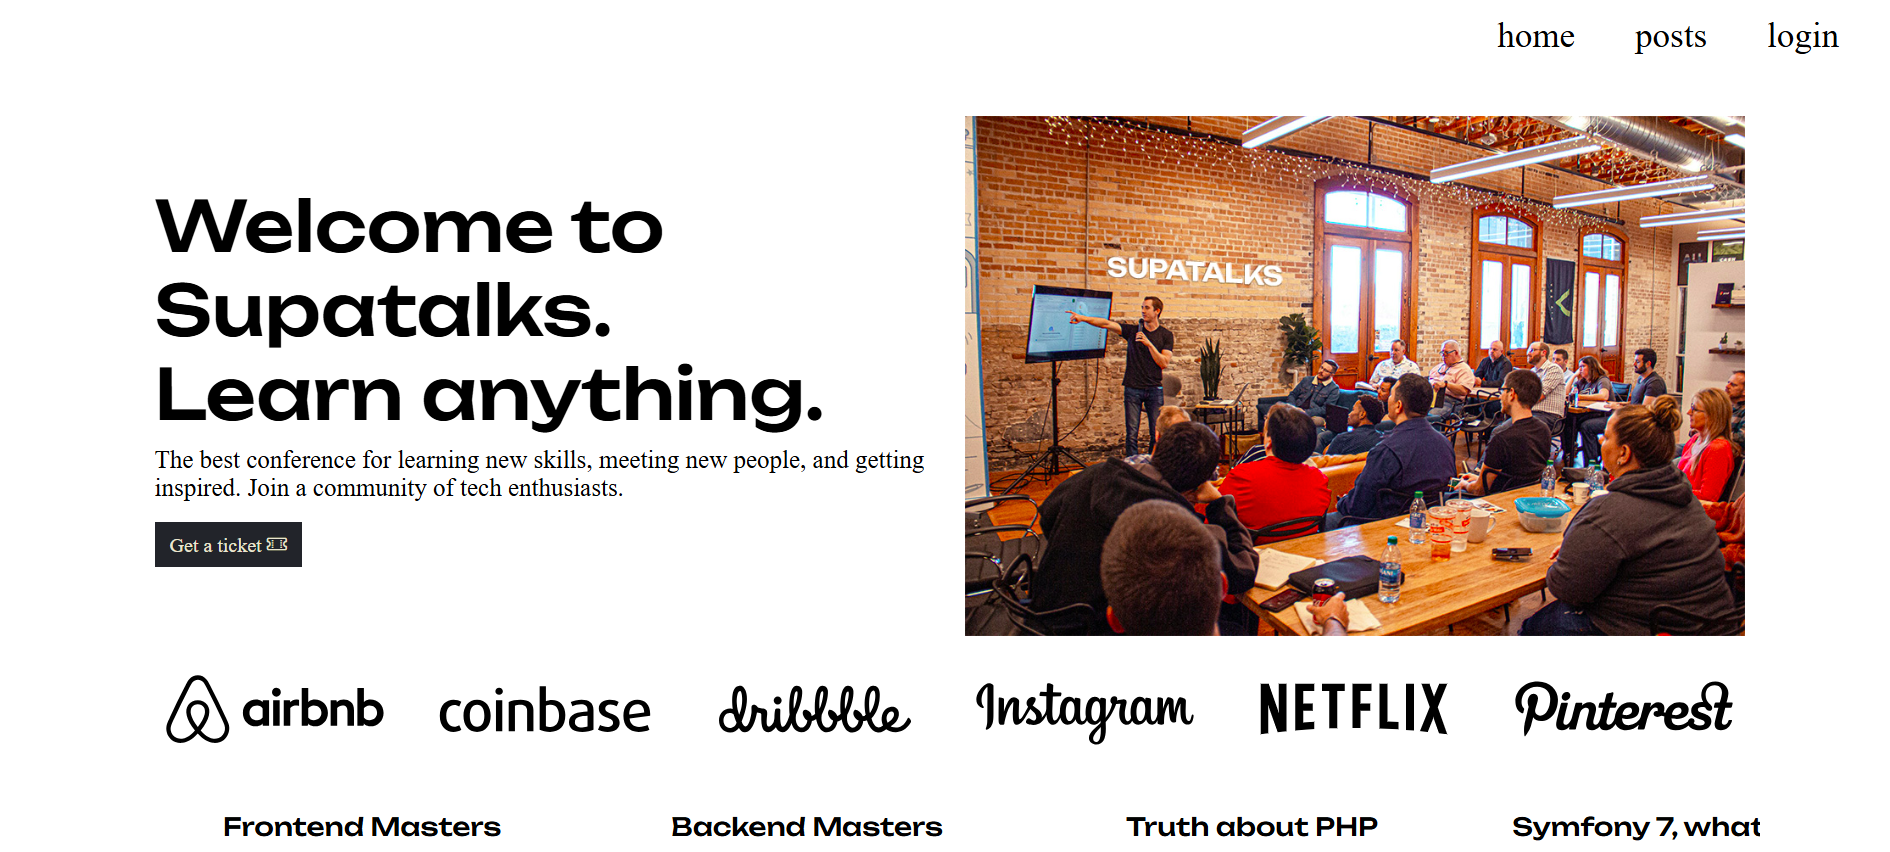 home posts login
Welcome to
Supatalks.
Learn anything.
The best conference for learning new skills, meeting new people, and getting
inspired. Join a community of tech enthusiasts.
Get a ticket
SUPATALKS
airbnb coinbase dribbble Instagram NETFLIX Pinterest
Frontend Masters Backend Masters Truth about PHP Symfony 7, what